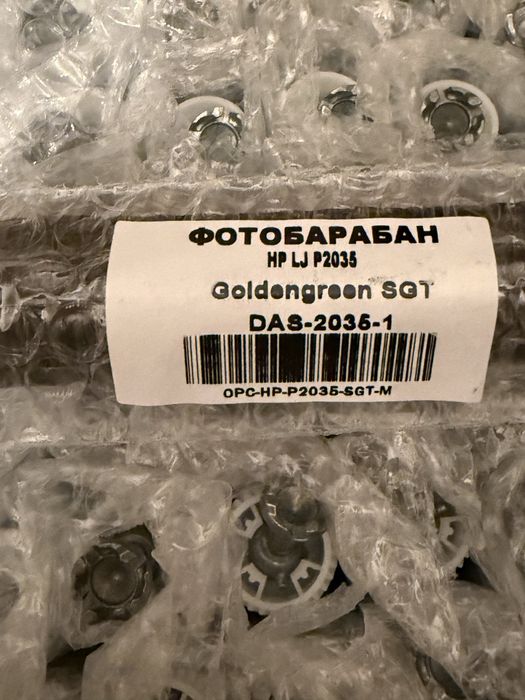 ФОТОБАРАБАН
HP LJ P2035
Goldengreen SGT
DAS-2035-1
OPC-HP-P2035-SGT-M